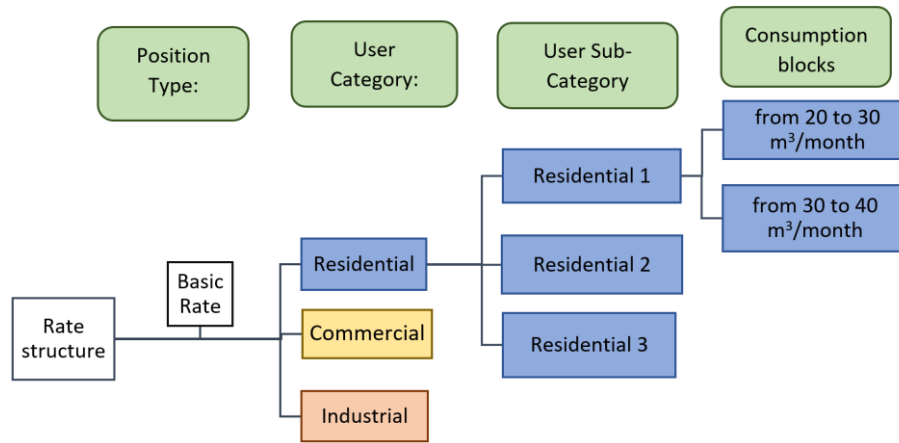 Position
Type:
User
Category:
User Sub-
Category
Consumption
blocks
from 20 to 30
m³/month
Residential 1
from 30 to 40
m³/month
Residential
Residential 2
Basic
Rate
Rate
structure
Commercial
Residential 3
Industrial